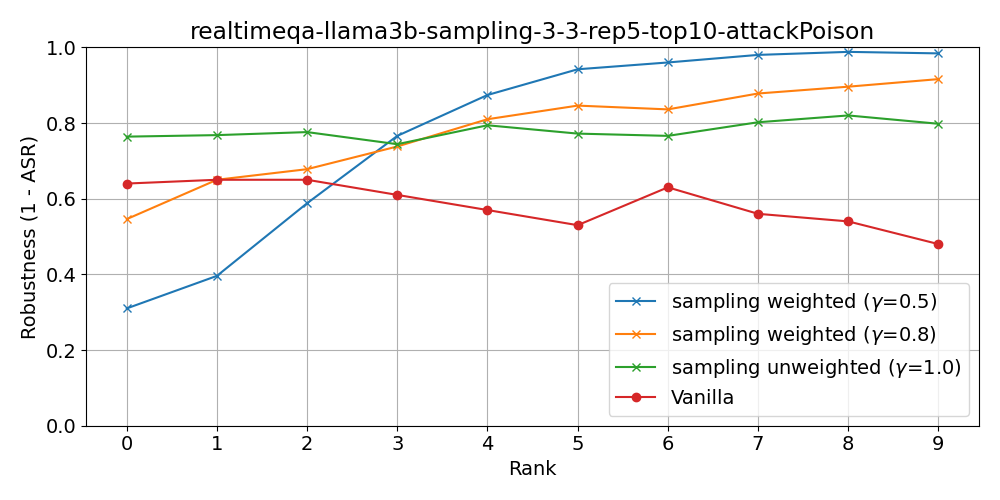 realtimeqa-llama3b-sampling-3-3-rep5-top10-attackPoison
Robustness (1 - ASR)
1.0
0.8
0.6
0.4
0.2
0.0
sampling weighted (γ=0.5)
sampling weighted (γ=0.8)
sampling unweighted (γ=1.0)
Vanilla
0 1 2 3 4 5 6 7 8 9
Rank